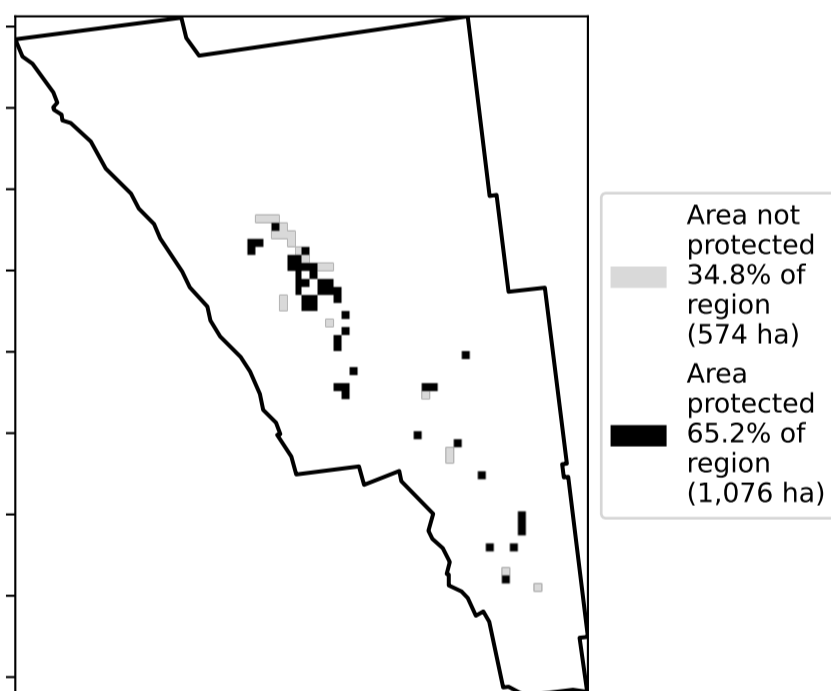 Area not
protected
34.8% of
region
(574 ha)
Area
protected
65.2% of
region
(1,076 ha)